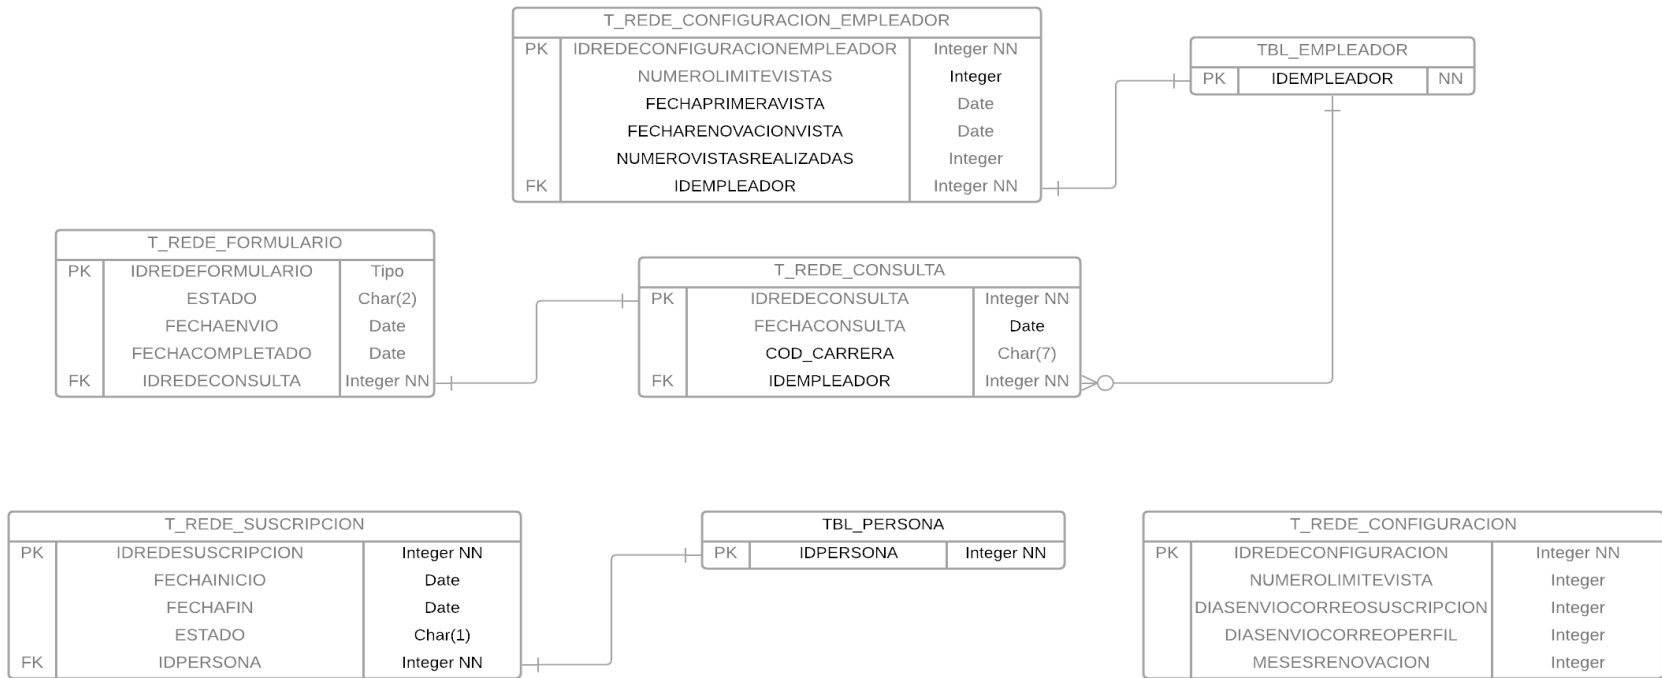 T_REDE_CONFIGURACION_EMPLEADOR
PK IDREDECONFIGURACIONEMPLEADOR Integer NN
NUMEROLIMITEVISTAS Integer
FECHAPRIMERAVISTA Date
FECHARENOVACIONVISTA Date
NUMEROVISTASREALIZADAS Integer
FK IDEMPLEADOR Integer NN
TBL_EMPLEADOR
PK IDEMPLEADOR NN
T_REDE_FORMULARIO
PK IDREDEFORMULARIO Tipo
ESTADO Char(2)
FECHAENVIO Date
FECHACOMPLETADO Date
FK IDREDECONSULTA Integer NN
T_REDE_CONSULTA
PK IDREDECONSULTA Integer NN
FECHACONSULTA Date
COD_CARRERA Char(7)
FK IDEMPLEADOR Integer NN
T_REDE_SUSCRIPCION
PK IDREDESUSCRIPCION Integer NN
FECHAINICIO Date
FECHAFIN Date
ESTADO Char(1)
FK IDPERSONA Integer NN
TBL_PERSONA
PK IDPERSONA Integer NN
T_REDE_CONFIGURACION
PK IDREDECONFIGURACION Integer NN
NUMEROLIMITEVISTA Integer
DIASENVIOCORREOSUSCRIPCION Integer
DIASENVIOCORREOPERFIL Integer
MESESRENOVACION Integer